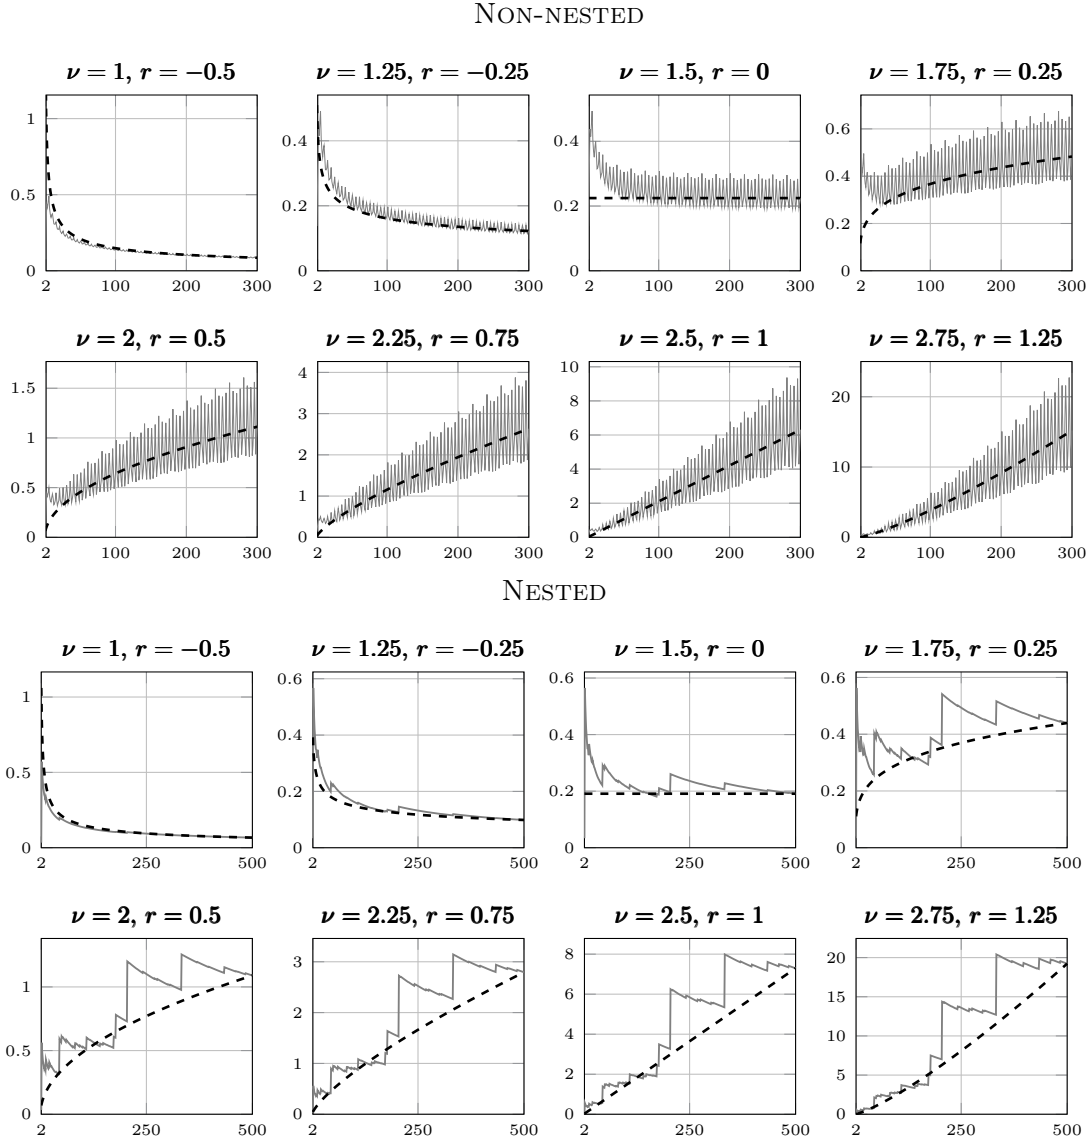 NON-NESTED
ν = 1, r = −0.5 ν = 1.25, r = −0.25 ν = 1.5, r = 0 ν = 1.75, r = 0.25
1 0.5 0 2 100 200 300
0.4 0.2 0 2 100 200 300
0.4 0.2 0 2 100 200 300
0.6 0.4 0.2 0 2 100 200 300
ν = 2, r = 0.5 ν = 2.25, r = 0.75 ν = 2.5, r = 1 ν = 2.75, r = 1.25
1.5 1 0.5 0 2 100 200 300
4 3 2 1 0 2 100 200 300
10 8 6 4 2 0 2 100 200 300
20 10 0 2 100 200 300
NESTED
ν = 1, r = −0.5 ν = 1.25, r = −0.25 ν = 1.5, r = 0 ν = 1.75, r = 0.25
1 0.5 0 2 250 500
0.6 0.4 0.2 0 2 250 500
0.6 0.4 0.2 0 2 250 500
0.6 0.4 0.2 0 2 250 500
ν = 2, r = 0.5 ν = 2.25, r = 0.75 ν = 2.5, r = 1 ν = 2.75, r = 1.25
1 0.5 0 2 250 500
3 2 1 0 2 250 500
8 6 4 2 0 2 250 500
20 15 10 5 0 2 250 500